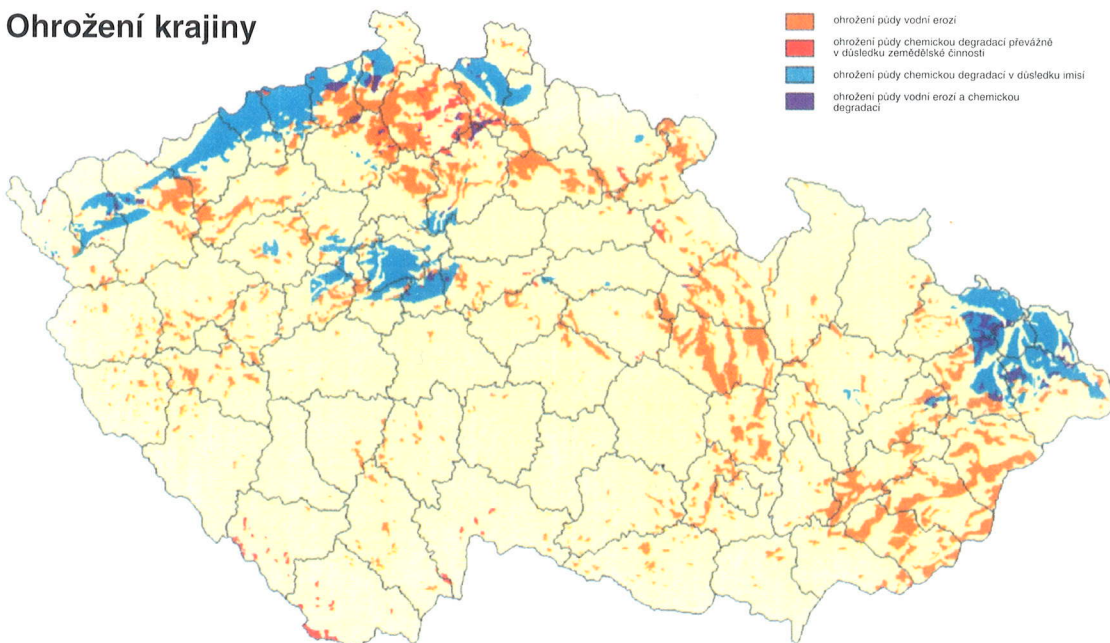 Ohrožení krajiny
ohrožení půdy vodní erozí
ohrožení půdy chemickou degradací převážně
v důsledku zemědělské činnosti
ohrožení půdy chemickou degradací v důsledku imisí
ohrožení půdy vodní erozí a chemickou
degradací